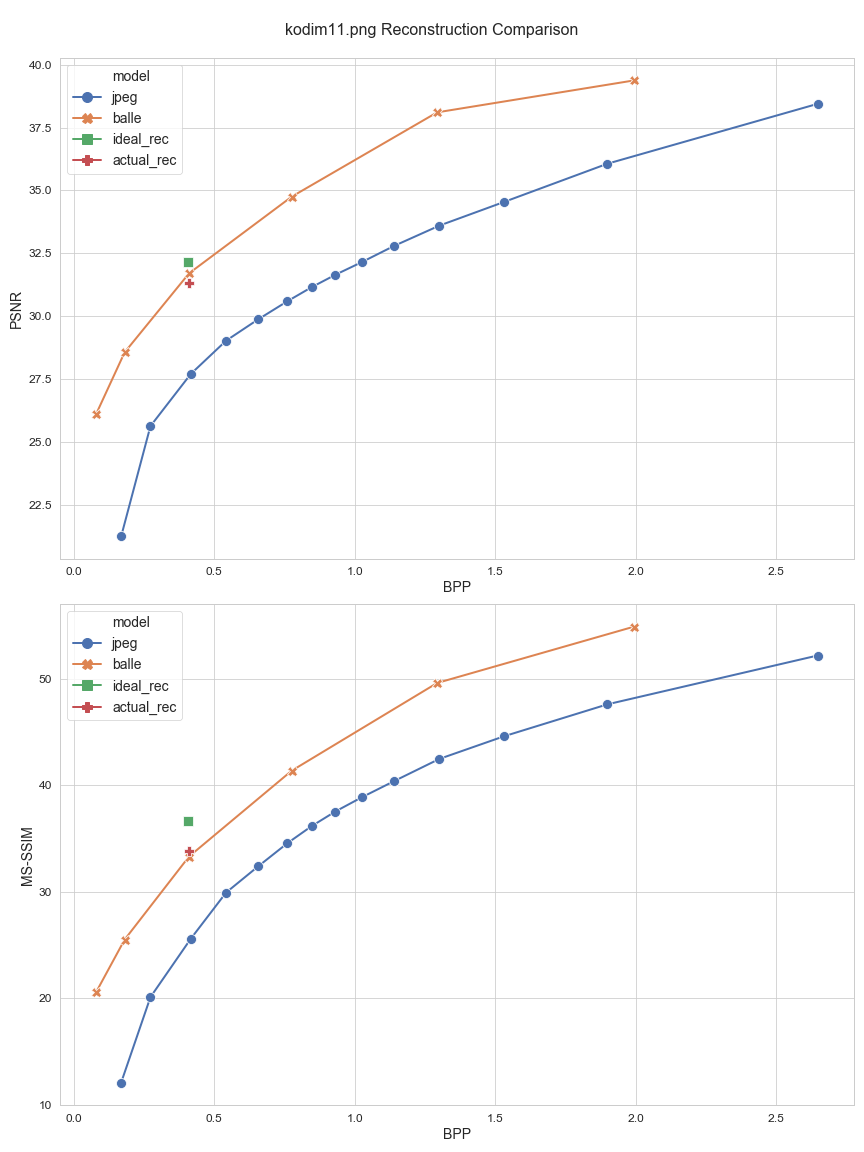 kodim11.png Reconstruction Comparison
40.0
37.5
35.0
32.5
30.0
27.5
25.0
22.5
PSNR
model
jpeg
balle
ideal_rec
actual_rec
0.0 0.5 1.0 1.5 2.0 2.5
BPP
50
40
30
20
10
MS-SSIM
model
jpeg
balle
ideal_rec
actual_rec
0.0 0.5 1.0 1.5 2.0 2.5
BPP